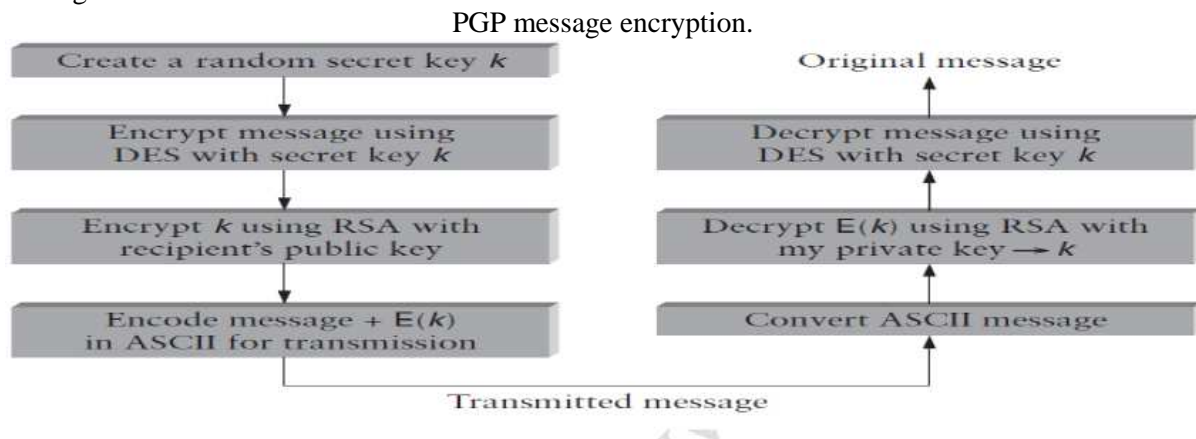 PGP message encryption.
Create a random secret key k
Encrypt message using
DES with secret key k
Encrypt k using RSA with
recipient's public key
Encode message + E(k)
in ASCII for transmission
Transmitted message
Convert ASCII message
Decrypt E(k) using RSA with
my private key → k
Decrypt message using
DES with secret key k
Original message